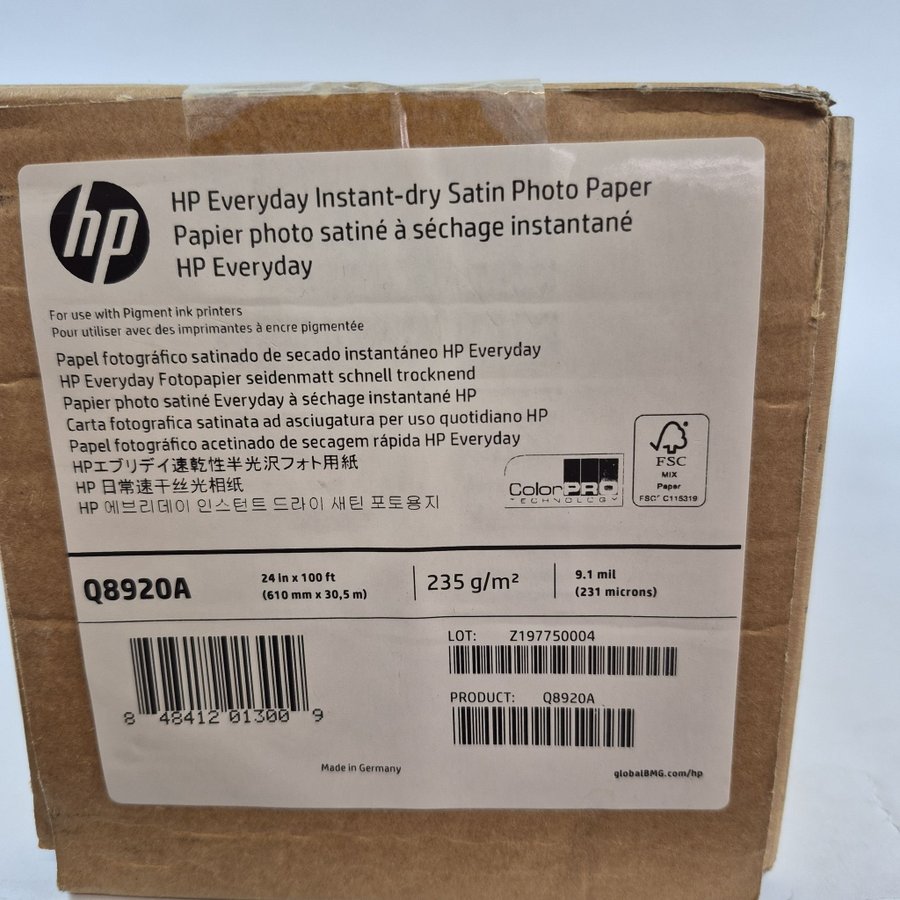 hp
HP Everyday Instant-dry Satin Photo Paper
Papier photo satiné à séchage instantané
HP Everyday
For use with Pigment ink printers
Pour utiliser avec des imprimantes à encre pigmentée
Papel fotográfico satinado de secado instantáneo HP Everyday
HP Everyday Fotopapier seidenmatt schnell trocknend
Papier photo satiné Everyday à séchage instantané HP
Carta fotografica satinata ad asciugatura per uso quotidiano HP
Papel fotográfico acetinado de secagem rápida HP Everyday
HPエブリデイ速乾性半光沢フォト用紙
HP 日常速干丝光相纸
HP 에브리데이 인스턴트 드라이 새틴 포토용지
ColorPRO
TECHNOLOGY
FSC
MIX
Paper
FSC® C115319
Q8920A
24 in x 100 ft
(610 mm x 30,5 m)
235 g/m²
9.1 mil
(231 microns)
8 48412 01300 9
LOT: Z197750004
PRODUCT: Q8920A
Made in Germany
globalBMG.com/hp